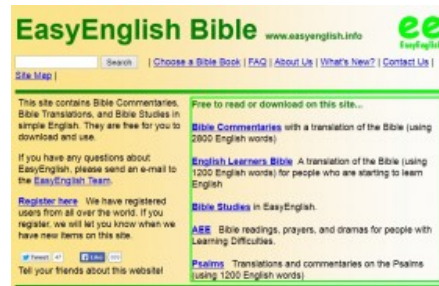 EasyEnglish Bible www.easyenglish.info
ee
EasyEnglish
Search | Choose a Bible Book | FAQ | About Us | What's New? | Contact Us |
Site Map |
This site contains Bible Commentaries,
Bible Translations, and Bible Studies in
simple English. They are free for you to
download and use.
If you have any questions about
EasyEnglish, please send an e-mail to
the EasyEnglish Team.
Register here We have registered
users from all over the world. If you
register, we will let you know when we
have new items on this site.
Tweet 47 Like
Tell your friends about this website!
Free to read or download on this site...
Bible Commentaries with a translation of the Bible (using
2800 English words)
English Learners Bible A translation of the Bible (using
1200 English words) for people who are starting to learn
English
Bible Studies in EasyEnglish.
AEE Bible readings, prayers, and dramas for people with
Learning Difficulties.
Psalms Translations and commentaries on the Psalms
(using 1200 English words)